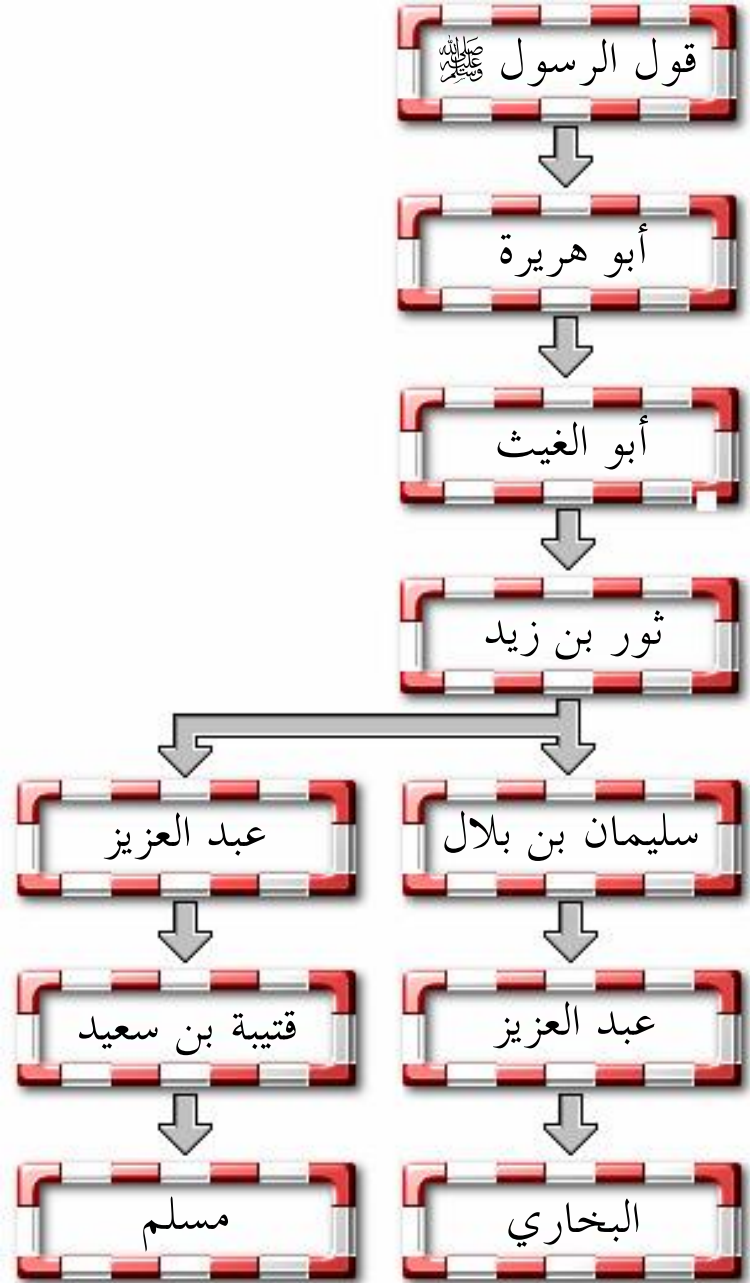 قول الرسول ﷺ
أبو هريرة
أبو الغيث
ثور بن زيد
سليمان بن بلال
عبد العزيز
عبد العزيز
قتيبة بن سعيد
البخاري
مسلم